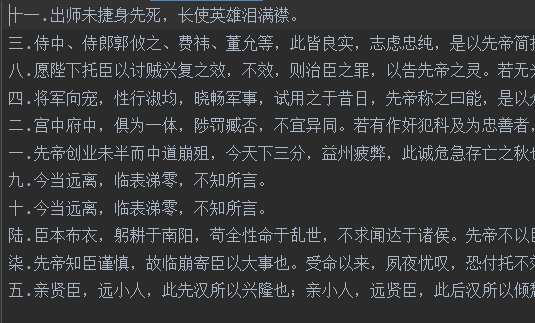 十一.出师未捷身先死，长使英雄泪满襟。
三.侍中、侍郎郭攸之、费祎、董允等，此皆良实，志虑忠纯，是以先帝简拔
八.愿陛下托臣以讨贼兴复之效，不效，则治臣之罪，以告先帝之灵。若无兴
四.将军向宠，性行淑均，晓畅军事，试用之于昔日，先帝称之曰能，是以众
二.宫中府中，俱为一体，陟罚臧否，不宜异同。若有作奸犯科及为忠善者，
一.先帝创业未半而中道崩殂，今天下三分，益州疲弊，此诚危急存亡之秋也
九.今当远离，临表涕零，不知所言。
十.今当远离，临表涕零，不知所言。
陆.臣本布衣，躬耕于南阳，苟全性命于乱世，不求闻达于诸侯。先帝不以臣
柒.先帝知臣谨慎，故临崩寄臣以大事也。受命以来，夙夜忧叹，恐付托不效
五.亲贤臣，远小人，此先汉所以兴隆也；亲小人，远贤臣，此后汉所以倾颓